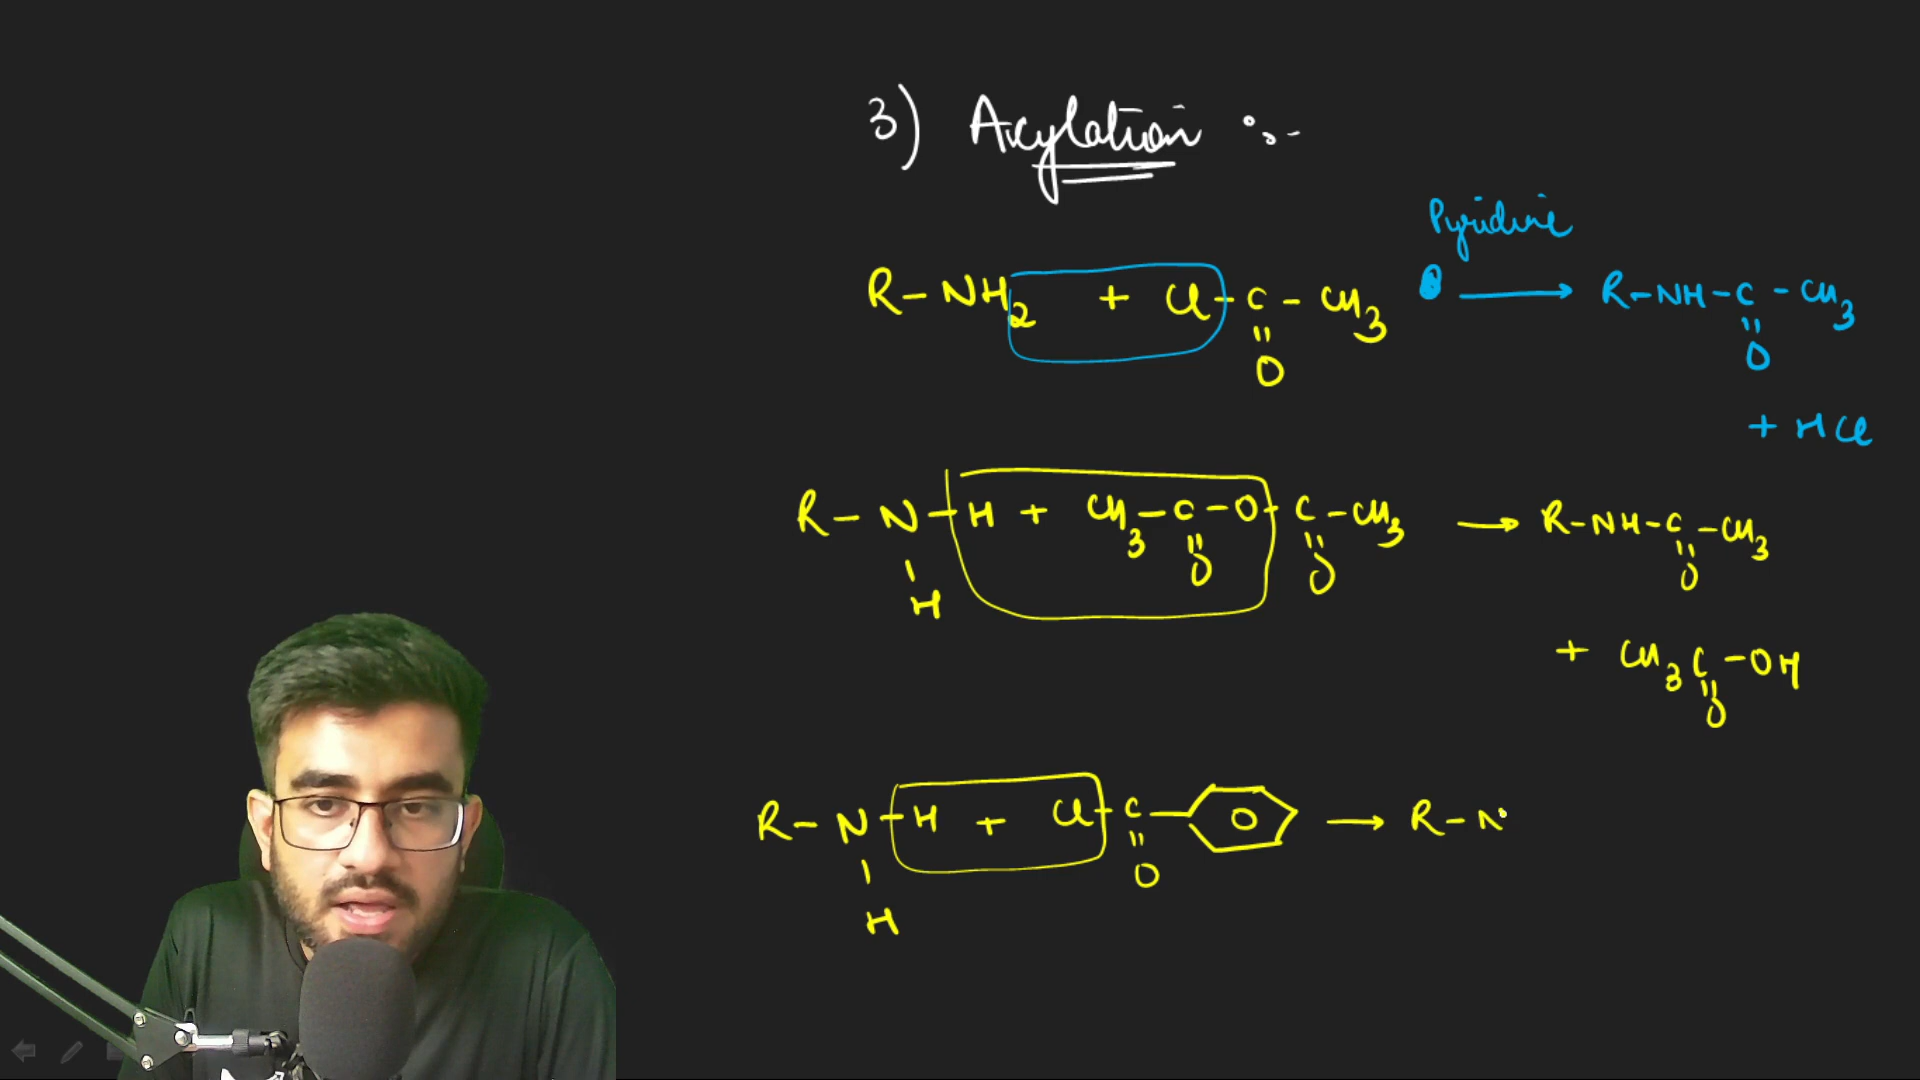 3) Acylation :-
Pyridine
R-NH2 + Cl-C-CH3 → R-NH-C-CH3
O O
+ HCl
R-N-H + CH3-C-O-C-CH3 → R-NH-C-CH3
H O O O
+ CH3C-OH
O
R-N-H + Cl-C- O → R-N
H O